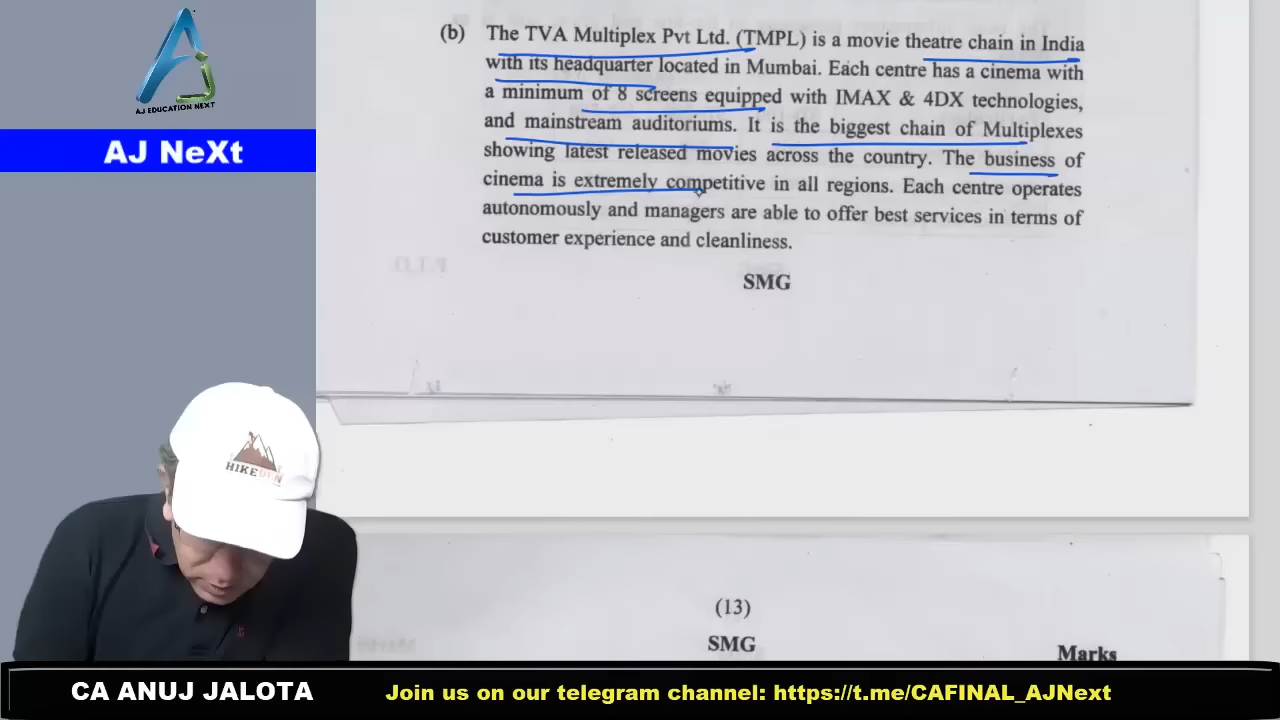 AJ EDUCATION NEXT
AJ NeXt
(b) The TVA Multiplex Pvt Ltd. (TMPL) is a movie theatre chain in India
with its headquarter located in Mumbai. Each centre has a cinema with
a minimum of 8 screens equipped with IMAX & 4DX technologies,
and mainstream auditoriums. It is the biggest chain of Multiplexes
showing latest released movies across the country. The business of
cinema is extremely competitive in all regions. Each centre operates
autonomously and managers are able to offer best services in terms of
customer experience and cleanliness.
P.T.O.
SMG
HIKE
(13)
SMG
Marks
CA ANUJ JALOTA
Join us on our telegram channel: https://t.me/CAFINAL_AJNext